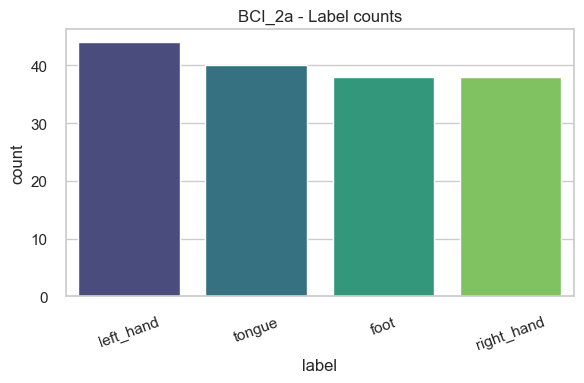 BCI_2a - Label counts
count
40
30
20
10
0
left_hand
tongue
foot
right_hand
label